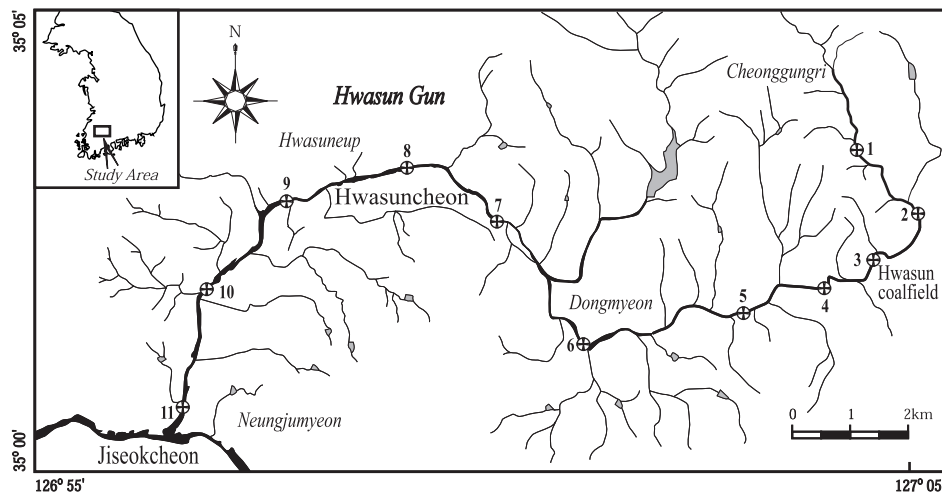 35° 05'
Cheonggungri
N
Hwasun Gun
Hwasuneup
8
1
Study Area
9
Hwasuncheon
7
2
3
Hwasun
coalfield
10
Dongmyeon
4
5
6
11
Neungjumyeon
0 1 2km
Jiseokcheon
35° 00'
126° 55'
127° 05'